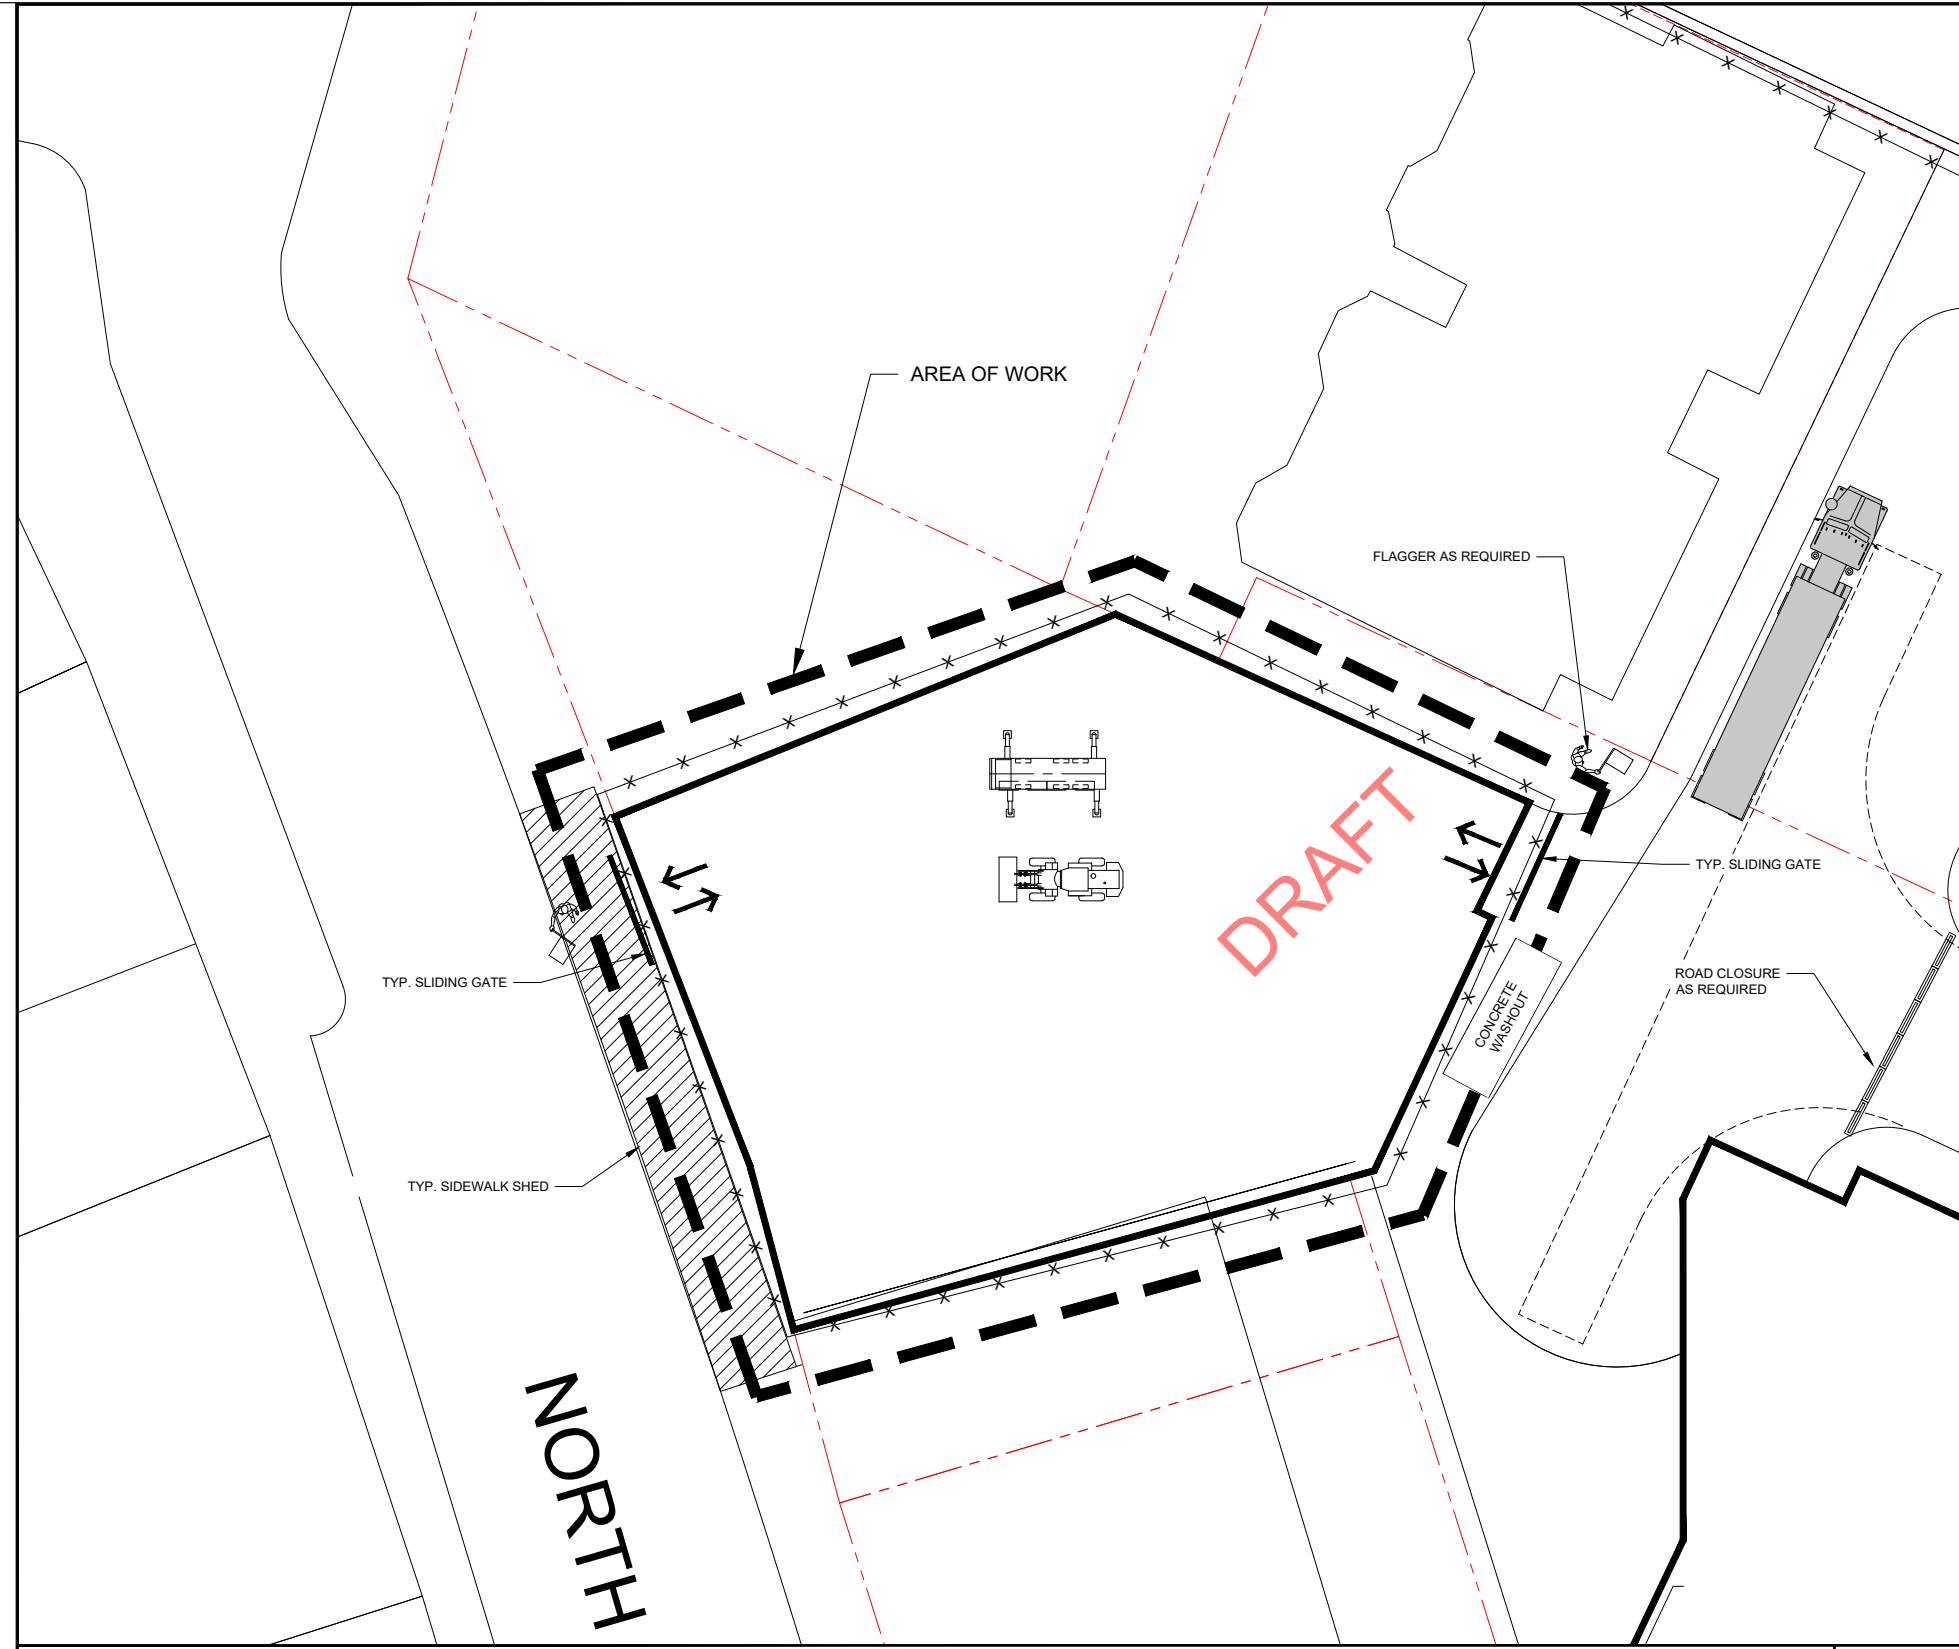 AREA OF WORK
FLAGGER AS REQUIRED
DRAFT
TYP. SLIDING GATE
TYP. SLIDING GATE
ROAD CLOSURE
AS REQUIRED
CONCRETE
WASHOUT
TYP. SIDEWALK SHED
NORTH